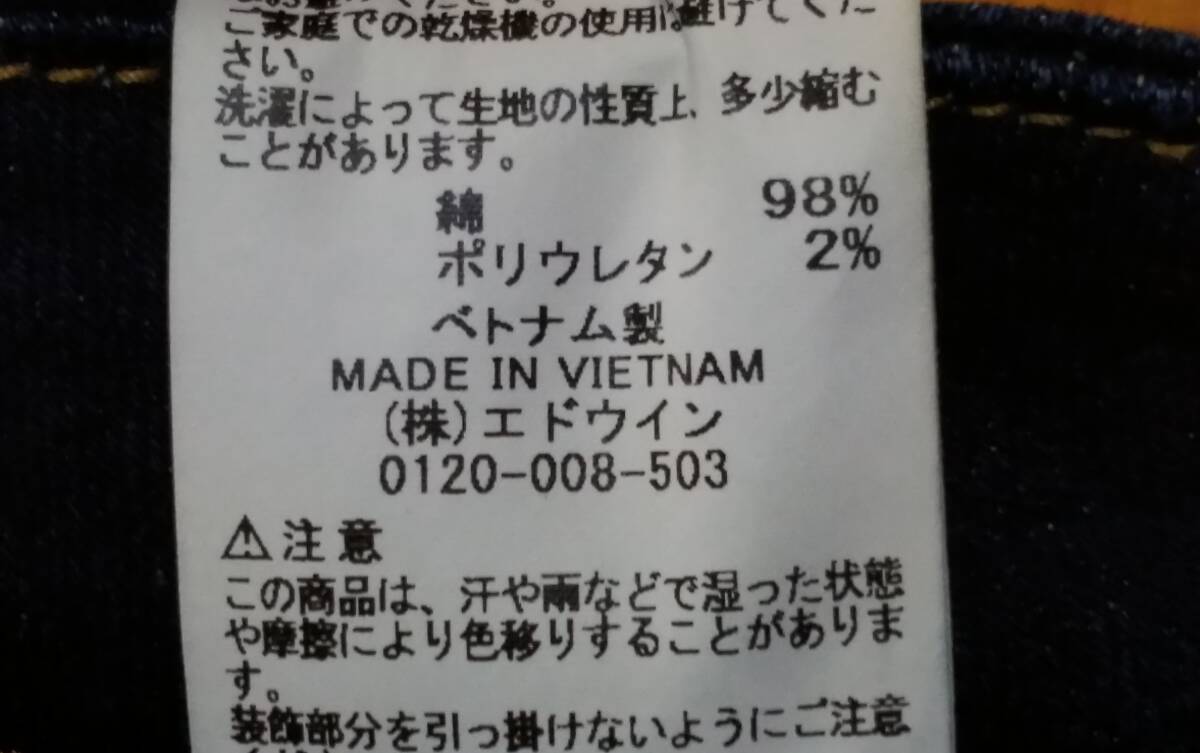 ください。
ご家庭での乾燥機の使用は避けてくだ
さい。
洗濯によって生地の性質上、多少縮む
ことがあります。
綿 98%
ポリウレタン 2%
ベトナム製
MADE IN VIETNAM
(株)エドウイン
0120-008-503
⚠注意
この商品は、汗や雨などで湿った状態
や摩擦により色移りすることがありま
す。
装飾部分を引っ掛けないようにご注意